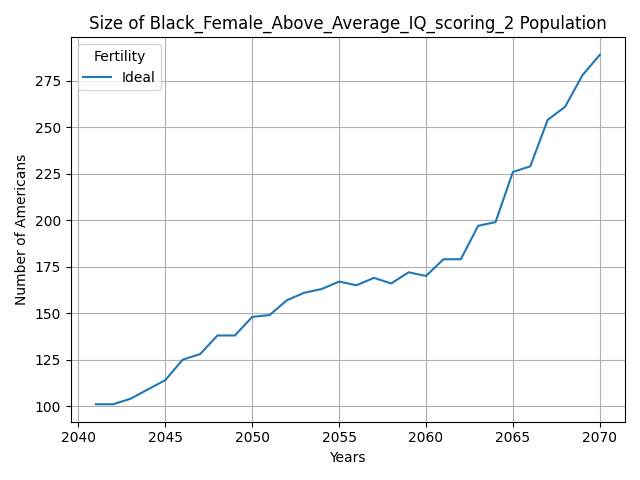 Size of Black_Female_Above_Average_IQ_scoring_2 Population
Fertility
Ideal
Number of Americans
275
250
225
200
175
150
125
100
2040 2045 2050 2055 2060 2065 2070
Years